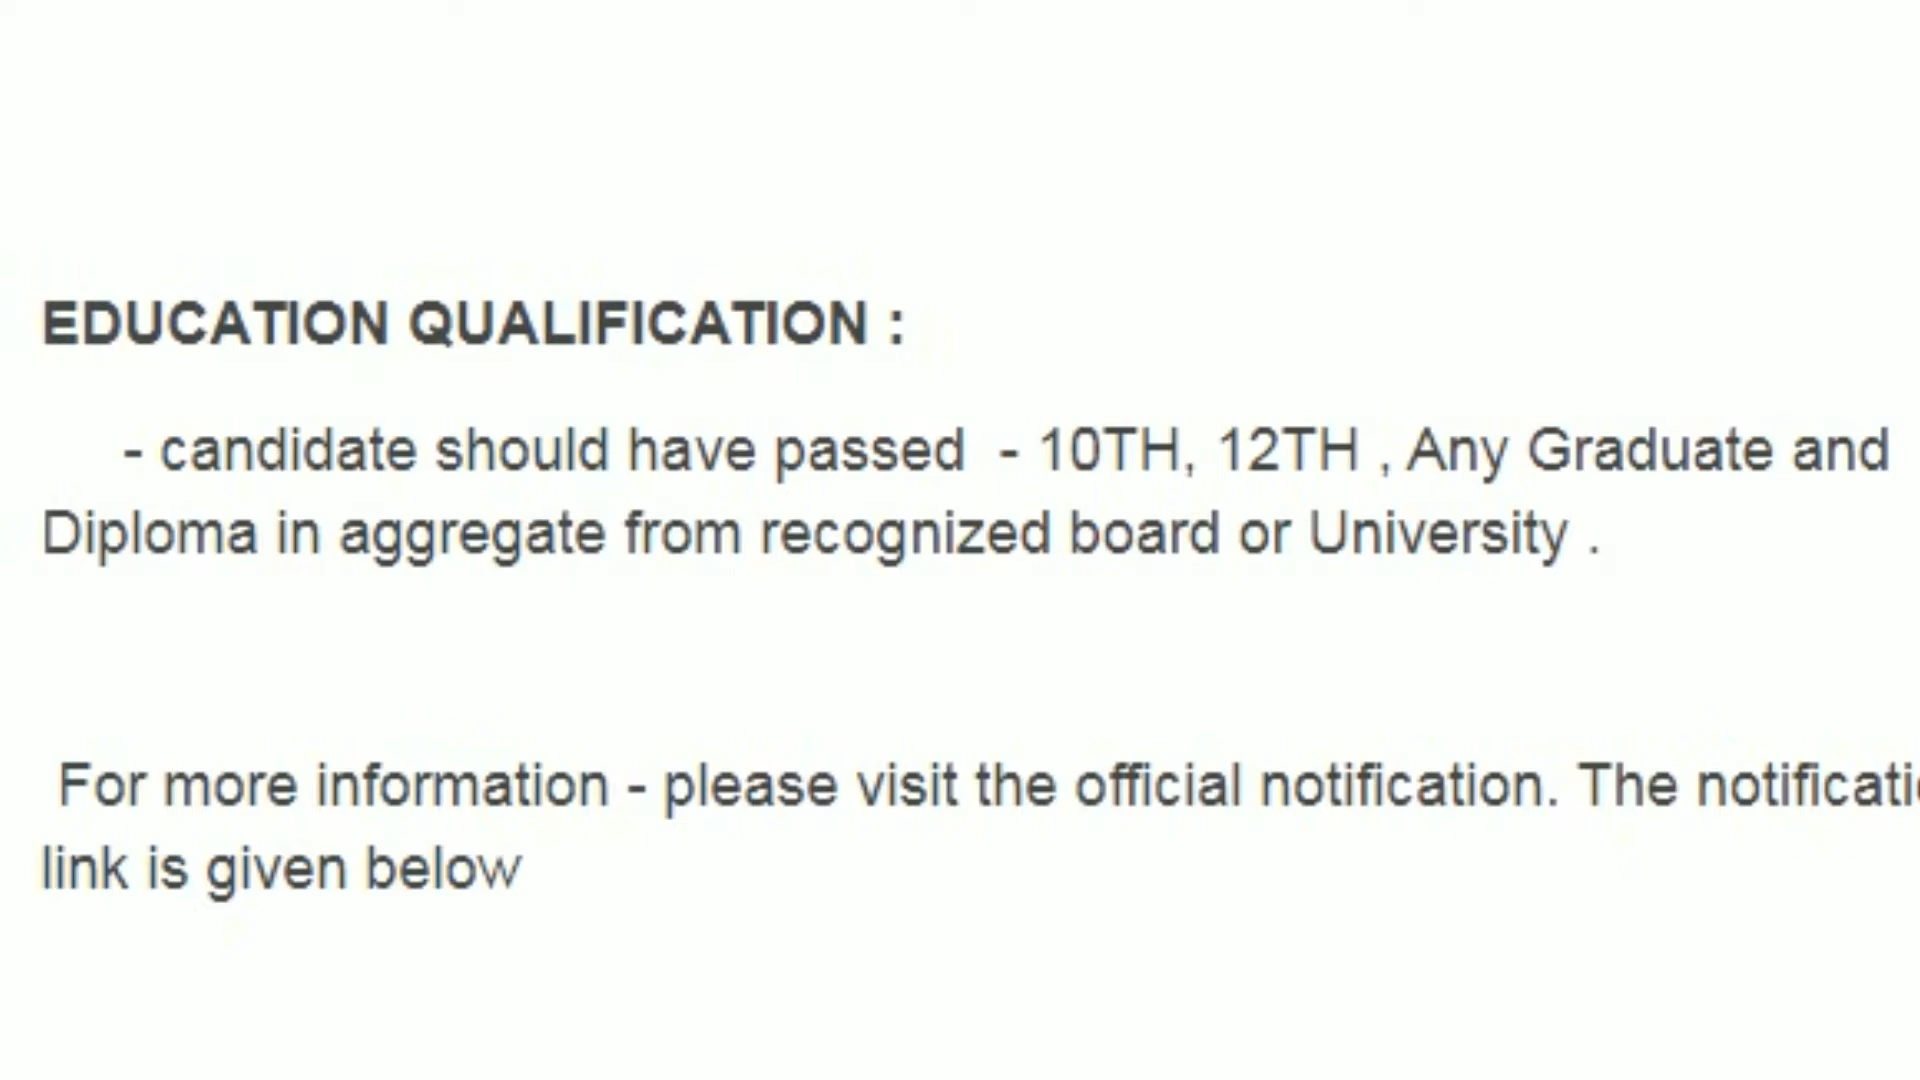 EDUCATION QUALIFICATION :
- candidate should have passed - 10TH, 12TH , Any Graduate and
Diploma in aggregate from recognized board or University .
For more information - please visit the official notification. The notificatio
link is given below